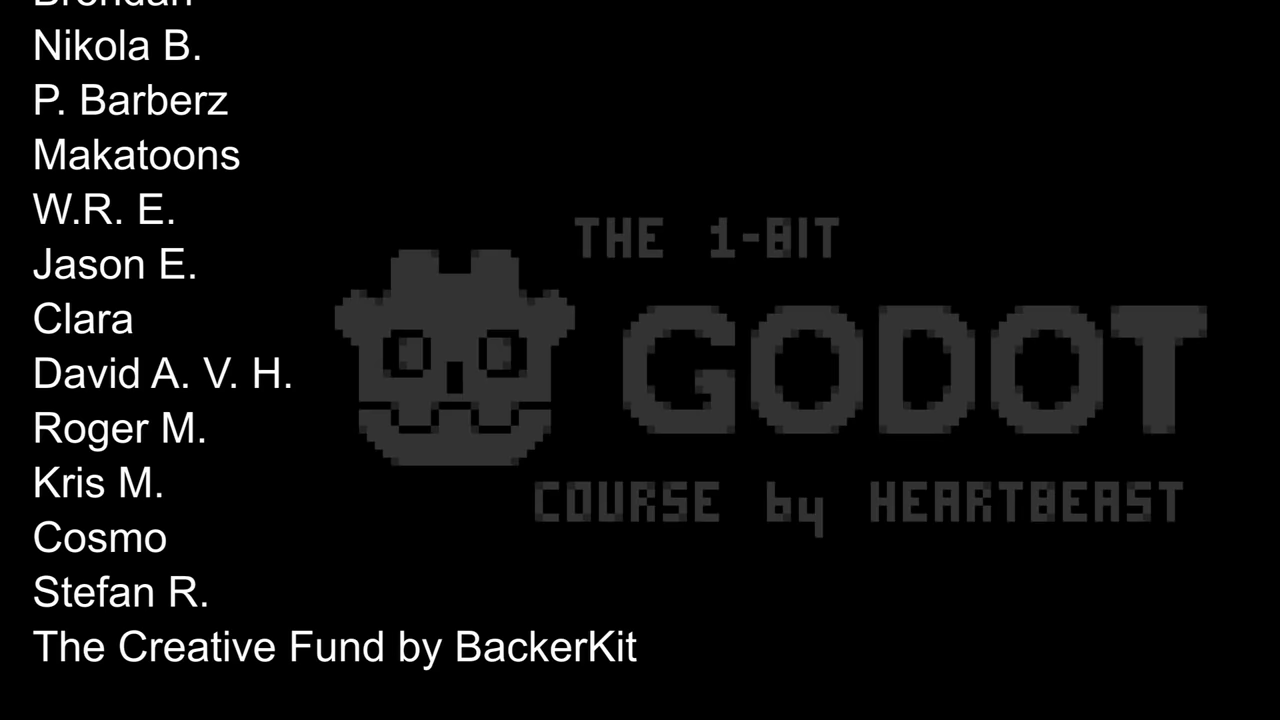 Brendan
Nikola B.
P. Barberz
Makatoons
W.R. E.
Jason E.
Clara
David A. V. H.
Roger M.
Kris M.
Cosmo
Stefan R.
The Creative Fund by BackerKit
THE 1-BIT
GODOT
COURSE by HEARTBEAST